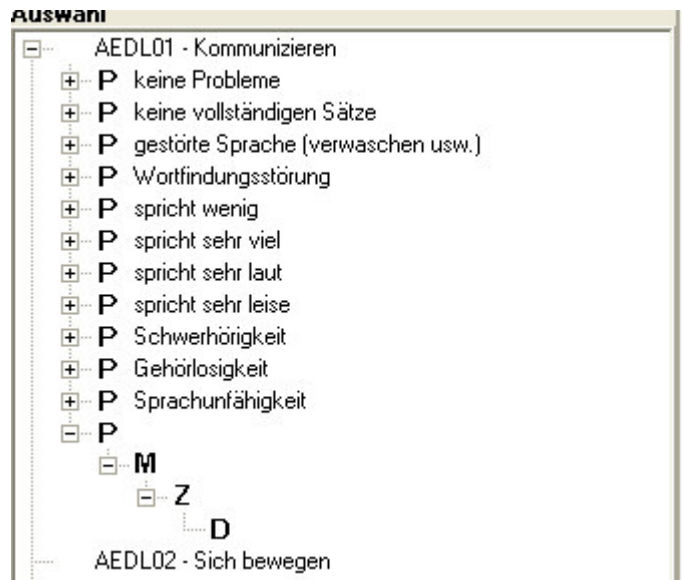 Auswahl
AEDL01 - Kommunizieren
P keine Probleme
P keine vollständigen Sätze
P gestörte Sprache (verwaschen usw.)
P Wortfindungsstörung
P spricht wenig
P spricht sehr viel
P spricht sehr laut
P spricht sehr leise
P Schwerhörigkeit
P Gehörlosigkeit
P Sprachunfähigkeit
P
M
Z
D
AEDL02 - Sich bewegen